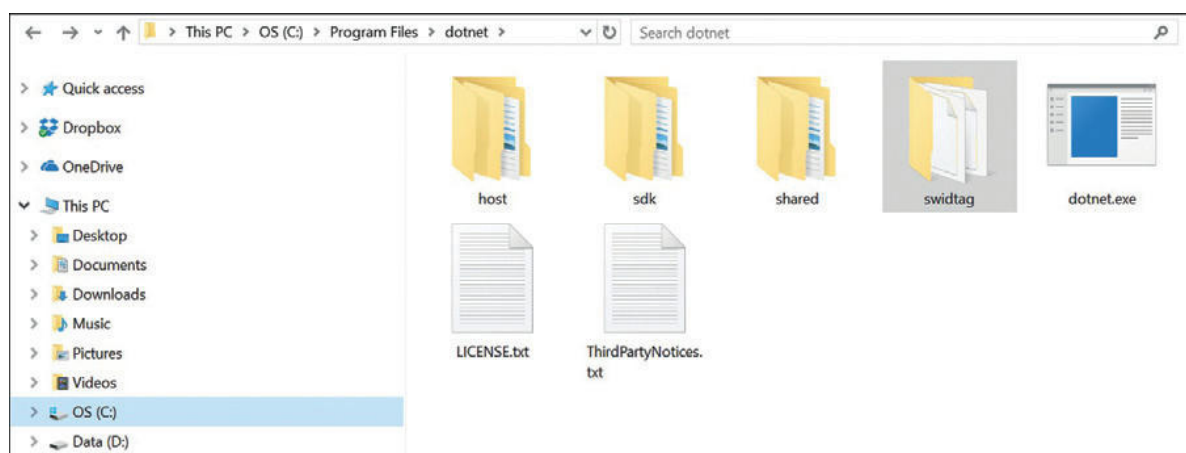 This PC > OS (C:) > Program Files > dotnet >
Search dotnet
Quick access
Dropbox
OneDrive
This PC
Desktop
Documents
Downloads
Music
Pictures
Videos
OS (C:)
Data (D:)
host
sdk
shared
swidtag
dotnet.exe
LICENSE.txt
ThirdPartyNotices.
txt